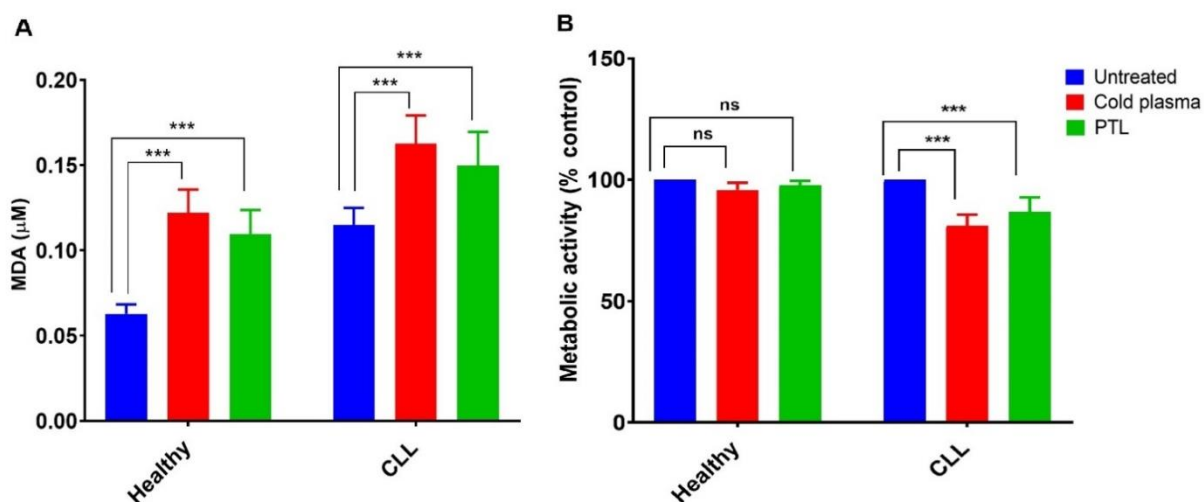 A
MDA (μM)
0.20
0.15
0.10
0.05
0.00
***
***
***
***
Healthy
CLL
B
Metabolic activity (% control)
150
100
50
0
ns
ns
***
***
Healthy
CLL
Untreated
Cold plasma
PTL